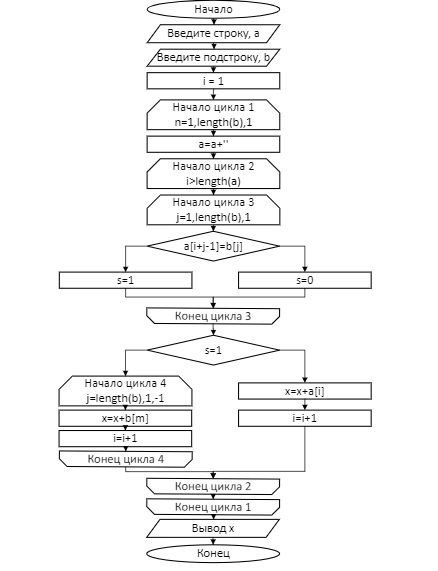 Начало
Введите строку, a
Введите подстроку, b
i = 1
Начало цикла 1
n=1,length(b),1
a=a+''
Начало цикла 2
i>length(a)
Начало цикла 3
j=1,length(b),1
a[i+j-1]=b[j]
s=1
s=0
Конец цикла 3
s=1
Начало цикла 4
j=length(b),1,-1
x=x+b[m]
i=i+1
Конец цикла 4
x=x+a[i]
i=i+1
Конец цикла 2
Конец цикла 1
Вывод x
Конец